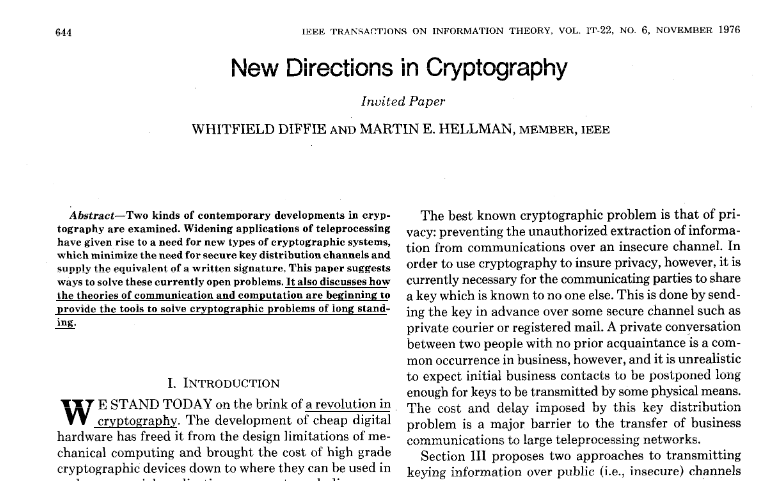 644
IEEE TRANSACTIONS ON INFORMATION THEORY, VOL. IT-22, NO. 6, NOVEMBER 1976
New Directions in Cryptography
Invited Paper
WHITFIELD DIFFIE AND MARTIN E. HELLMAN, MEMBER, IEEE
Abstract—Two kinds of contemporary developments in cryp-
tography are examined. Widening applications of teleprocessing
have given rise to a need for new types of cryptographic systems,
which minimize the need for secure key distribution channels and
supply the equivalent of a written signature. This paper suggests
ways to solve these currently open problems. It also discusses how
the theories of communication and computation are beginning to
provide the tools to solve cryptographic problems of long stand-
ing.
I. INTRODUCTION
WE STAND TODAY on the brink of a revolution in
cryptography. The development of cheap digital
hardware has freed it from the design limitations of me-
chanical computing and brought the cost of high grade
cryptographic devices down to where they can be used in
The best known cryptographic problem is that of pri-
vacy: preventing the unauthorized extraction of informa-
tion from communications over an insecure channel. In
order to use cryptography to insure privacy, however, it is
currently necessary for the communicating parties to share
a key which is known to no one else. This is done by send-
ing the key in advance over some secure channel such as
private courier or registered mail. A private conversation
between two people with no prior acquaintance is a com-
mon occurrence in business, however, and it is unrealistic
to expect initial business contacts to be postponed long
enough for keys to be transmitted by some physical means.
The cost and delay imposed by this key distribution
problem is a major barrier to the transfer of business
communications to large teleprocessing networks.
Section III proposes two approaches to transmitting
keying information over public (i.e., insecure) channels